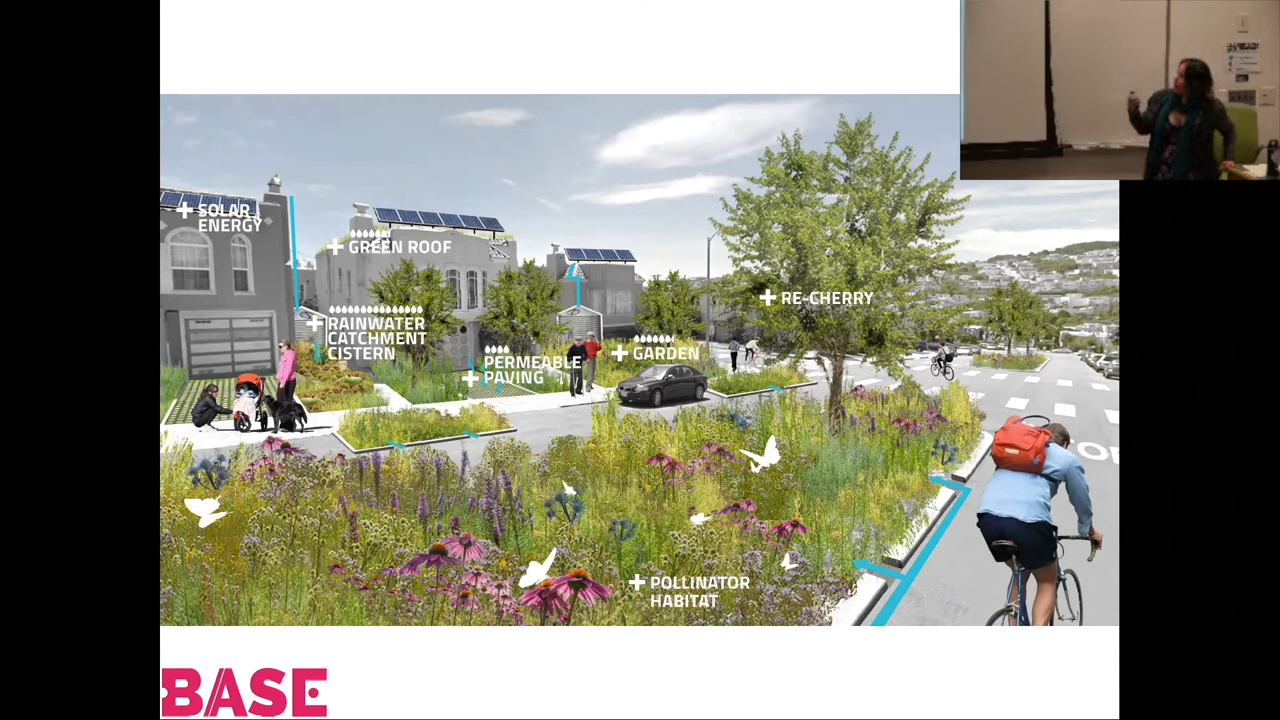 + SOLAR
ENERGY
+ GREEN ROOF
+ RAINWATER
CATCHMENT
CISTERN
PERMEABLE
+ PAVING
+ GARDEN
+ RE-CHERRY
+ POLLINATOR
HABITAT
BASE